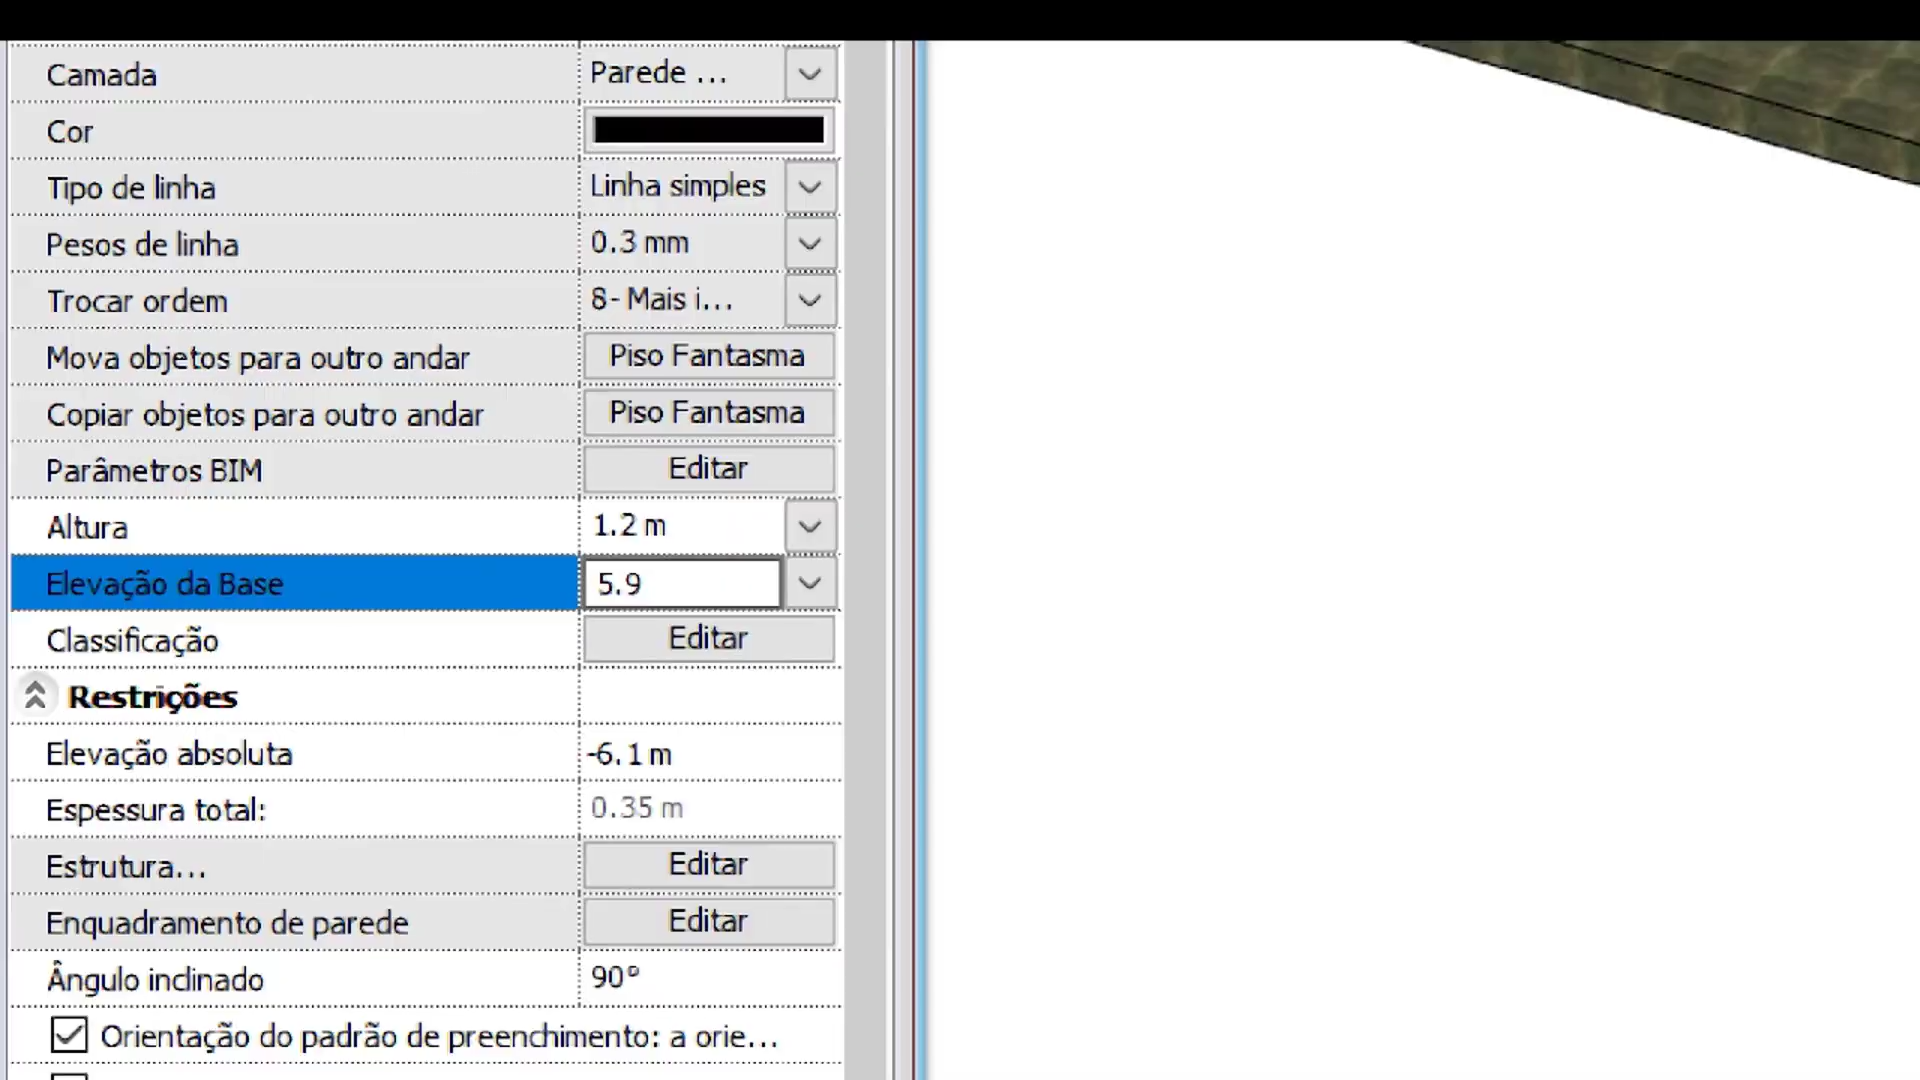 Camada Parede ...
Cor
Tipo de linha Linha simples
Pesos de linha 0.3 mm
Trocar ordem 8- Mais i...
Mova objetos para outro andar Piso Fantasma
Copiar objetos para outro andar Piso Fantasma
Parâmetros BIM Editar
Altura 1.2 m
Elevação da Base 5.9
Classificação Editar
Restrições
Elevação absoluta -6.1 m
Espessura total: 0.35 m
Estrutura... Editar
Enquadramento de parede Editar
Ângulo inclinado 90°
Orientação do padrão de preenchimento: a orie...